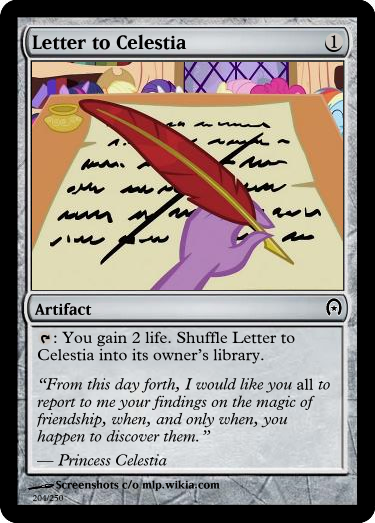 Letter to Celestia 1
Artifact
: You gain 2 life. Shuffle Letter to
Celestia into its owner's library.
"From this day forth, I would like you all to
report to me your findings on the magic of
friendship, when, and only when, you
happen to discover them."
— Princess Celestia
Screenshots c/o mlp.wikia.com
204/250